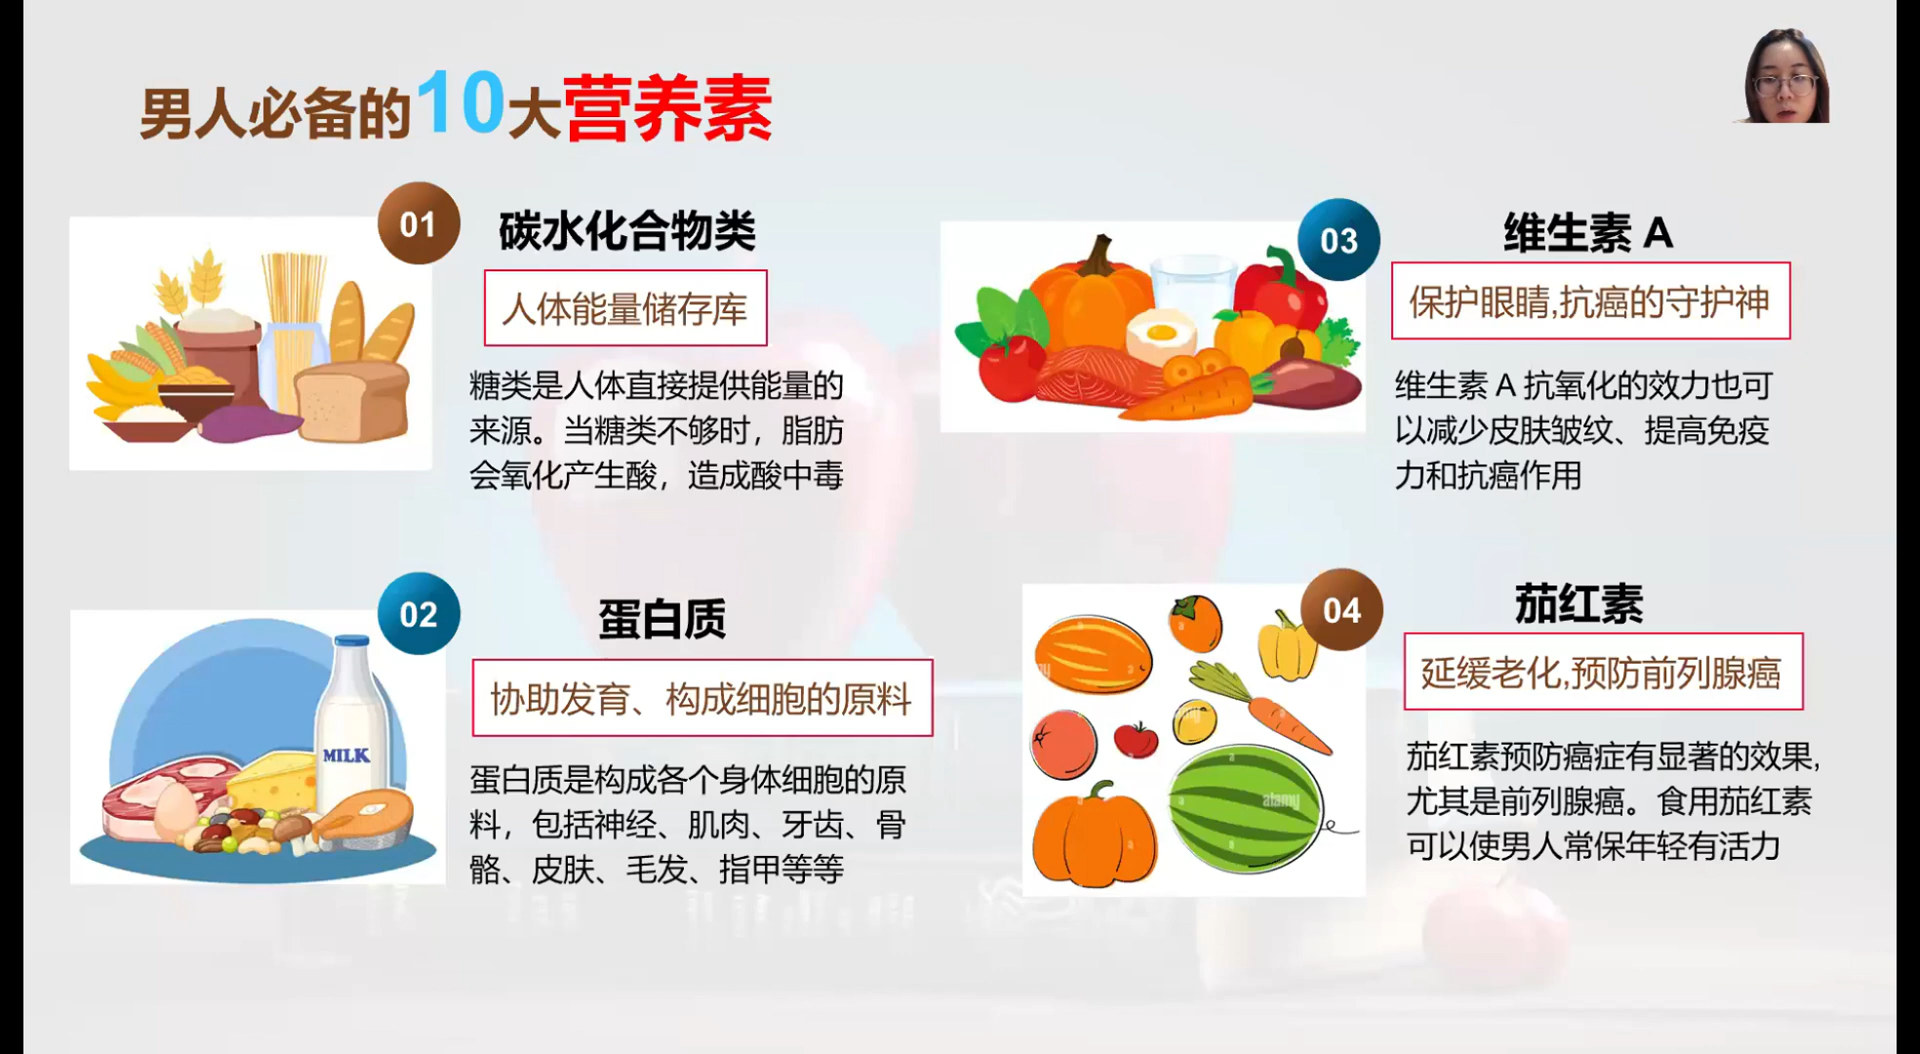 男人必备的10大营养素
01
碳水化合物类
人体能量储存库
糖类是人体直接提供能量的
来源。当糖类不够时，脂肪
会氧化产生酸，造成酸中毒
02
蛋白质
协助发育、构成细胞的原料
蛋白质是构成各个身体细胞的原
料，包括神经、肌肉、牙齿、骨
骼、皮肤、毛发、指甲等等
MILK
03
维生素 A
保护眼睛,抗癌的守护神
维生素 A 抗氧化的效力也可
以减少皮肤皱纹、提高免疫
力和抗癌作用
04
茄红素
延缓老化,预防前列腺癌
茄红素预防癌症有显著的效果,
尤其是前列腺癌。食用茄红素
可以使男人常保年轻有活力
alamy